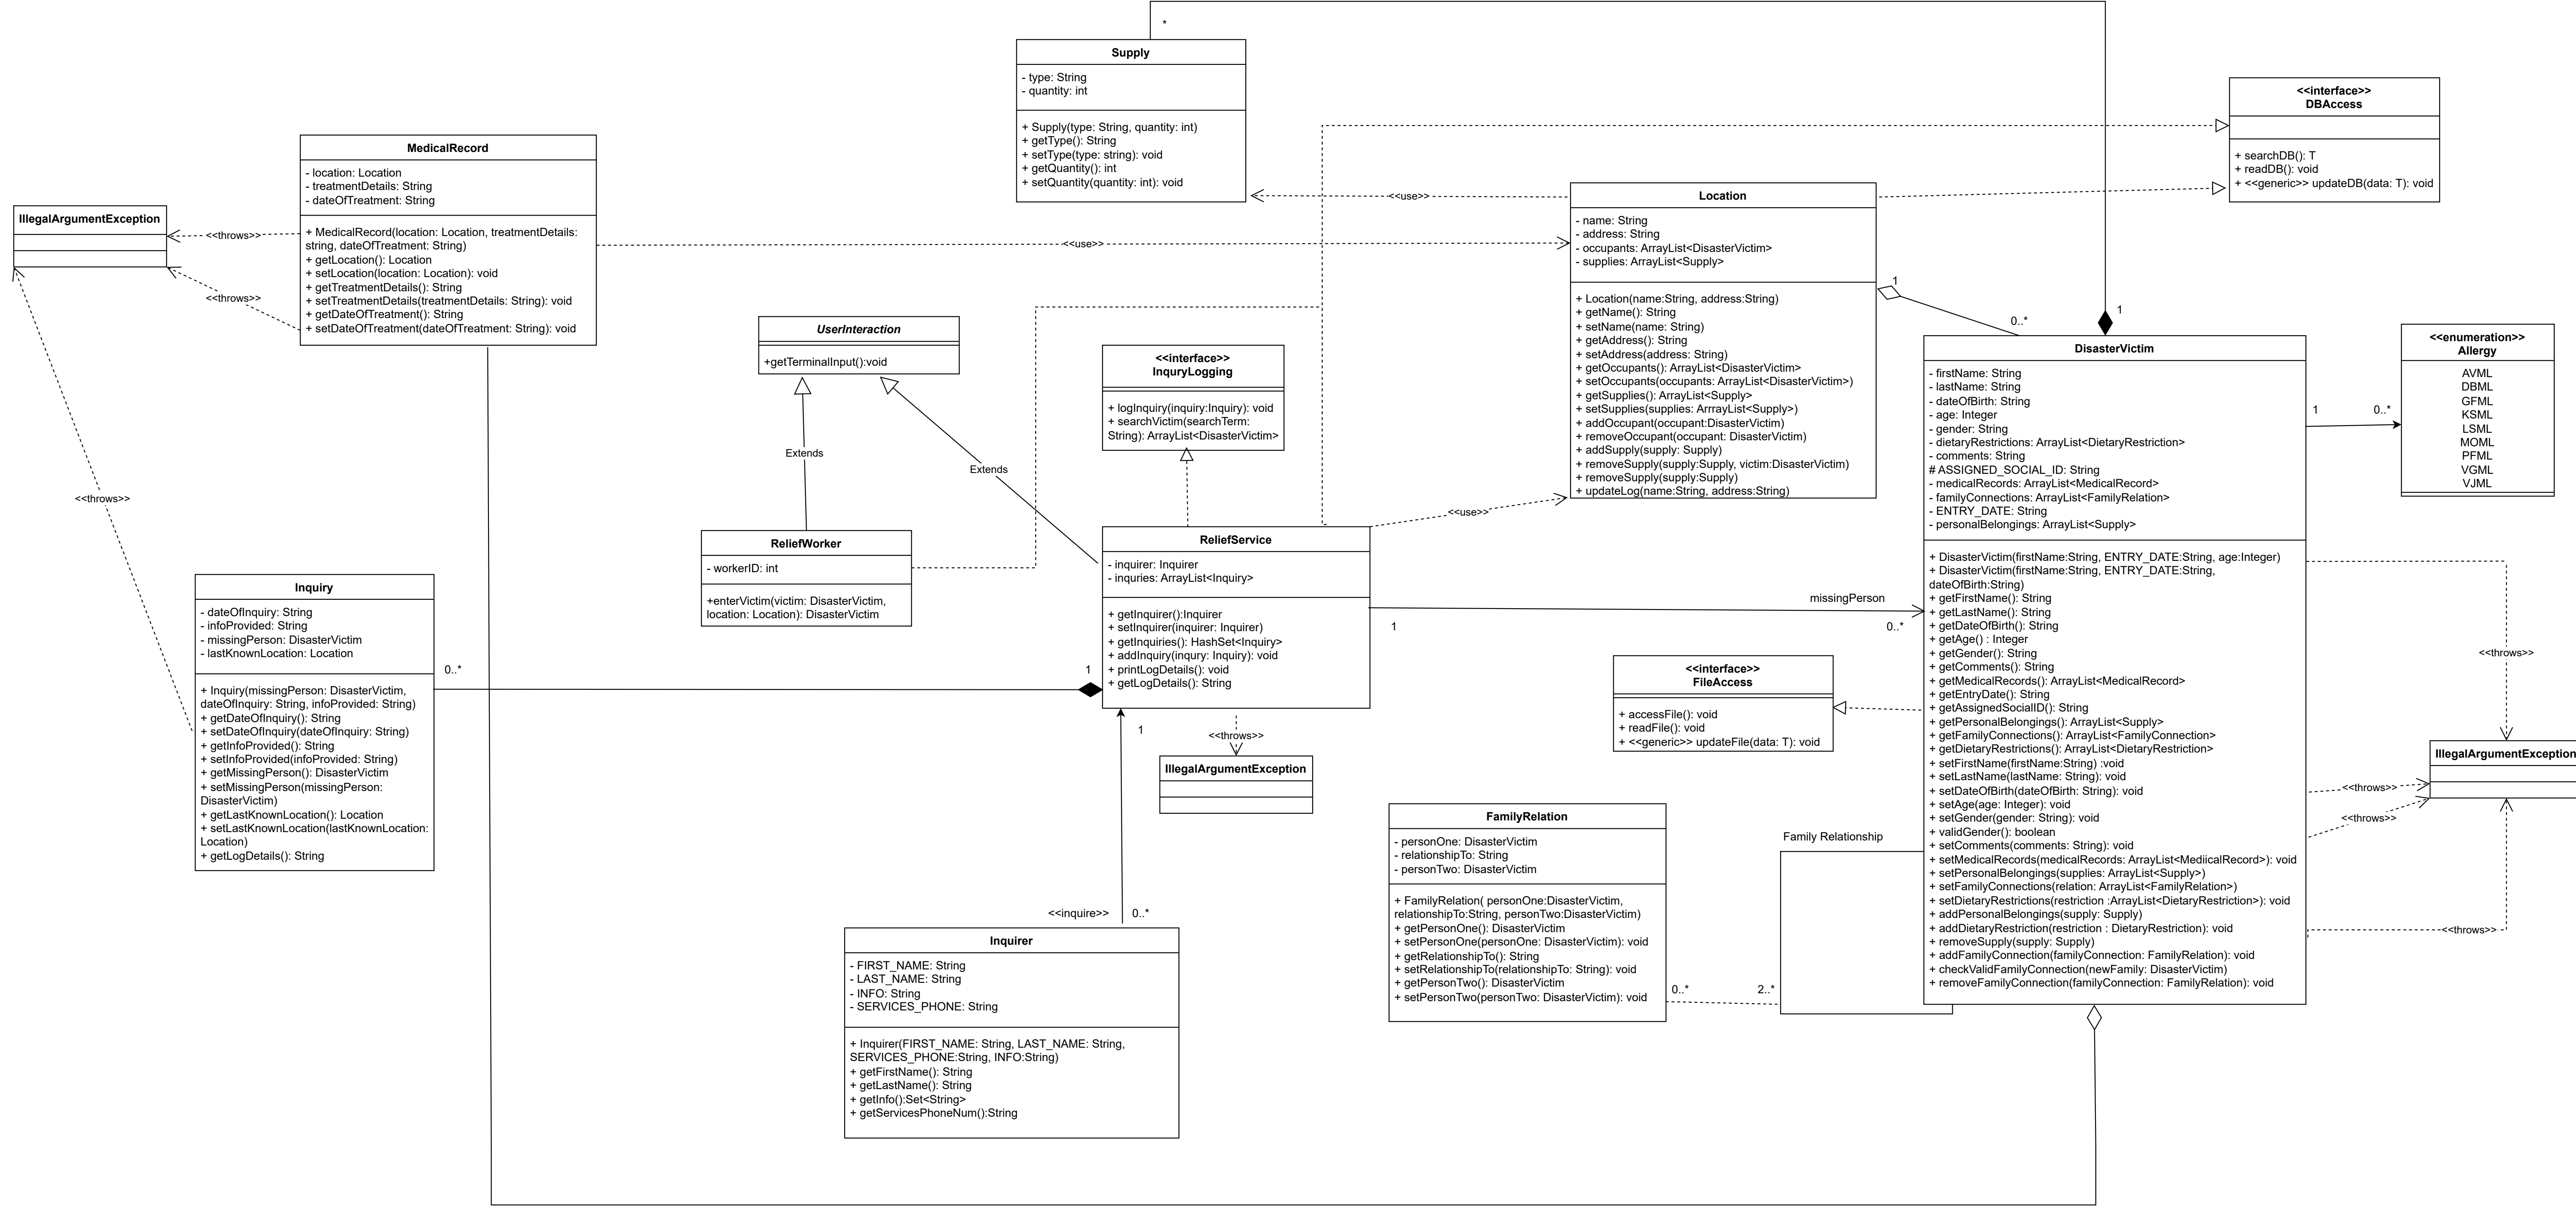 *
Supply
- type: String
- quantity: int
+ Supply(type: String, quantity: int)
+ getType(): String
+ setType(type: string): void
+ getQuantity(): int
+ setQuantity(quantity: int): void
<<interface>>
DBAccess
+ searchDB(): T
+ readDB(): void
+ <<generic>> updateDB(data: T): void
MedicalRecord
- location: Location
- treatmentDetails: String
- dateOfTreatment: String
+ MedicalRecord(location: Location, treatmentDetails:
string, dateOfTreatment: String)
+ getLocation(): Location
+ setLocation(location: Location): void
+ getTreatmentDetails(): String
+ setTreatmentDetails(treatmentDetails: String): void
+ getDateOfTreatment(): String
+ setDateOfTreatment(dateOfTreatment: String): void
IllegalArgumentException
<<throws>>
<<throws>>
<<throws>>
<<use>>
<<use>>
Location
- name: String
- address: String
- occupants: ArrayList<DisasterVictim>
- supplies: ArrayList<Supply>
+ Location(name:String, address:String)
+ getName(): String
+ setName(name: String)
+ getAddress(): String
+ setAddress(address: String)
+ getOccupants(): ArrayList<DisasterVictim>
+ setOccupants(occupants: ArrayList<DisasterVictim>)
+ getSupplies(): ArrayList<Supply>
+ setSupplies(supplies: ArrayList<Supply>)
+ addOccupant(occupant:DisasterVictim)
+ removeOccupant(occupant: DisasterVictim)
+ addSupply(supply: Supply)
+ removeSupply(supply:Supply, victim:DisasterVictim)
+ removeSupply(supply:Supply)
+ updateLog(name:String, address:String)
1
0..*
1
UserInteraction
+getTerminalInput():void
Extends
Extends
<<interface>>
InquryLogging
+ logInquiry(inquiry:Inquiry): void
+ searchVictim(searchTerm:
String): ArrayList<DisasterVictim>
<<use>>
ReliefWorker
- workerID: int
+enterVictim(victim: DisasterVictim,
location: Location): DisasterVictim
ReliefService
- inquirer: Inquirer
- inquries: ArrayList<Inquiry>
+ getInquirer():Inquirer
+ setInquirer(inquirer: Inquirer)
+ getInquiries(): HashSet<Inquiry>
+ addInquiry(inqury: Inquiry): void
+ printLogDetails(): void
+ getLogDetails(): String
missingPerson
1
0..*
DisasterVictim
- firstName: String
- lastName: String
- dateOfBirth: String
- age: Integer
- gender: String
- dietaryRestrictions: ArrayList<DietaryRestriction>
- comments: String
# ASSIGNED_SOCIAL_ID: String
- medicalRecords: ArrayList<MedicalRecord>
- familyConnections: ArrayList<FamilyRelation>
- ENTRY_DATE: String
- personalBelongings: ArrayList<Supply>
+ DisasterVictim(firstName:String, ENTRY_DATE:String, age:Integer)
+ DisasterVictim(firstName:String, ENTRY_DATE:String,
dateOfBirth:String)
+ getFirstName(): String
+ getLastName(): String
+ getDateOfBirth(): String
+ getAge() : Integer
+ getGender(): String
+ getComments(): String
+ getMedicalRecords(): ArrayList<MedicalRecord>
+ getEntryDate(): String
+ getAssignedSocialID(): String
+ getPersonalBelongings(): ArrayList<Supply>
+ getFamilyConnections(): ArrayList<FamilyConnection>
+ getDietaryRestrictions(): ArrayList<DietaryRestriction>
+ setFirstName(firstName:String) :void
+ setLastName(lastName: String): void
+ setDateOfBirth(dateOfBirth: String): void
+ setAge(age: Integer): void
+ setGender(gender: String): void
+ validGender(): boolean
+ setComments(comments: String): void
+ setMedicalRecords(medicalRecords: ArrayList<MediicalRecord>): void
+ setPersonalBelongings(supplies: ArrayList<Supply>)
+ setFamilyConnections(relation: ArrayList<FamilyRelation>)
+ setDietaryRestrictions(restriction :ArrayList<DietaryRestriction>): void
+ addPersonalBelongings(supply: Supply)
+ addDietaryRestriction(restriction : DietaryRestriction): void
+ removeSupply(supply: Supply)
+ addFamilyConnection(familyConnection: FamilyRelation): void
+ checkValidFamilyConnection(newFamily: DisasterVictim)
+ removeFamilyConnection(familyConnection: FamilyRelation): void
1
0..*
<<enumeration>>
Allergy
AVML
DBML
GFML
KSML
LSML
MOML
PFML
VGML
VJML
<<throws>>
<<throws>>
<<throws>>
<<throws>>
IllegalArgumentException
Inquiry
- dateOfInquiry: String
- infoProvided: String
- missingPerson: DisasterVictim
- lastKnownLocation: Location
+ Inquiry(missingPerson: DisasterVictim,
dateOfInquiry: String, infoProvided: String)
+ getDateOfInquiry(): String
+ setDateOfInquiry(dateOfInquiry: String)
+ getInfoProvided(): String
+ setInfoProvided(infoProvided: String)
+ getMissingPerson(): DisasterVictim
+ setMissingPerson(missingPerson:
DisasterVictim)
+ getLastKnownLocation(): Location
+ setLastKnownLocation(lastKnownLocation:
Location)
+ getLogDetails(): String
0..*
1
1
<<throws>>
IllegalArgumentException
<<interface>>
FileAccess
+ accessFile(): void
+ readFile(): void
+ <<generic>> updateFile(data: T): void
FamilyRelation
- personOne: DisasterVictim
- relationshipTo: String
- personTwo: DisasterVictim
+ FamilyRelation( personOne:DisasterVictim,
relationshipTo:String, personTwo:DisasterVictim)
+ getPersonOne(): DisasterVictim
+ setPersonOne(personOne: DisasterVictim): void
+ getRelationshipTo(): String
+ setRelationshipTo(relationshipTo: String): void
+ getPersonTwo(): DisasterVictim
+ setPersonTwo(personTwo: DisasterVictim): void
Family Relationship
0..*
2..*
<<inquire>>
0..*
Inquirer
- FIRST_NAME: String
- LAST_NAME: String
- INFO: String
- SERVICES_PHONE: String
+ Inquirer(FIRST_NAME: String, LAST_NAME: String,
SERVICES_PHONE:String, INFO:String)
+ getFirstName(): String
+ getLastName(): String
+ getInfo():Set<String>
+ getServicesPhoneNum():String